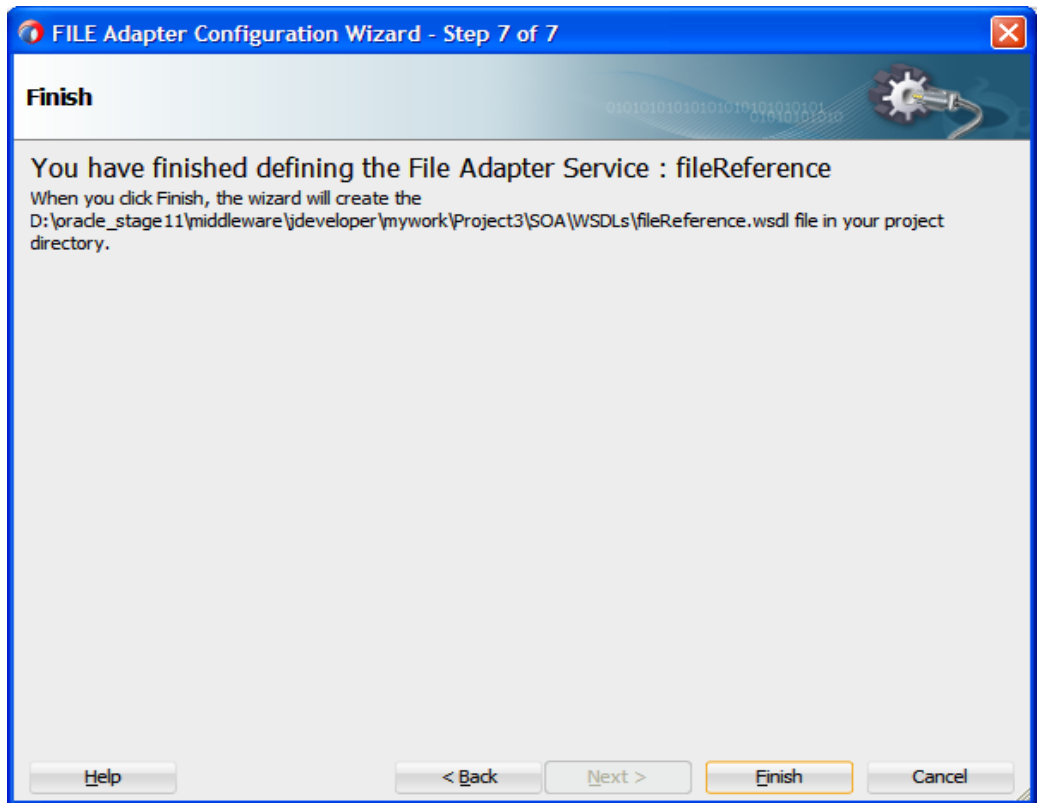 FILE Adapter Configuration Wizard - Step 7 of 7
Finish
0101010101010101010101010101
01010101010
You have finished defining the File Adapter Service : fileReference
When you click Finish, the wizard will create the
D:\oracle_stage11\middleware\jdeveloper\mywork\Project3\SOA\WSDLs\fileReference.wsdl file in your project
directory.
Help
< Back
Next >
Finish
Cancel